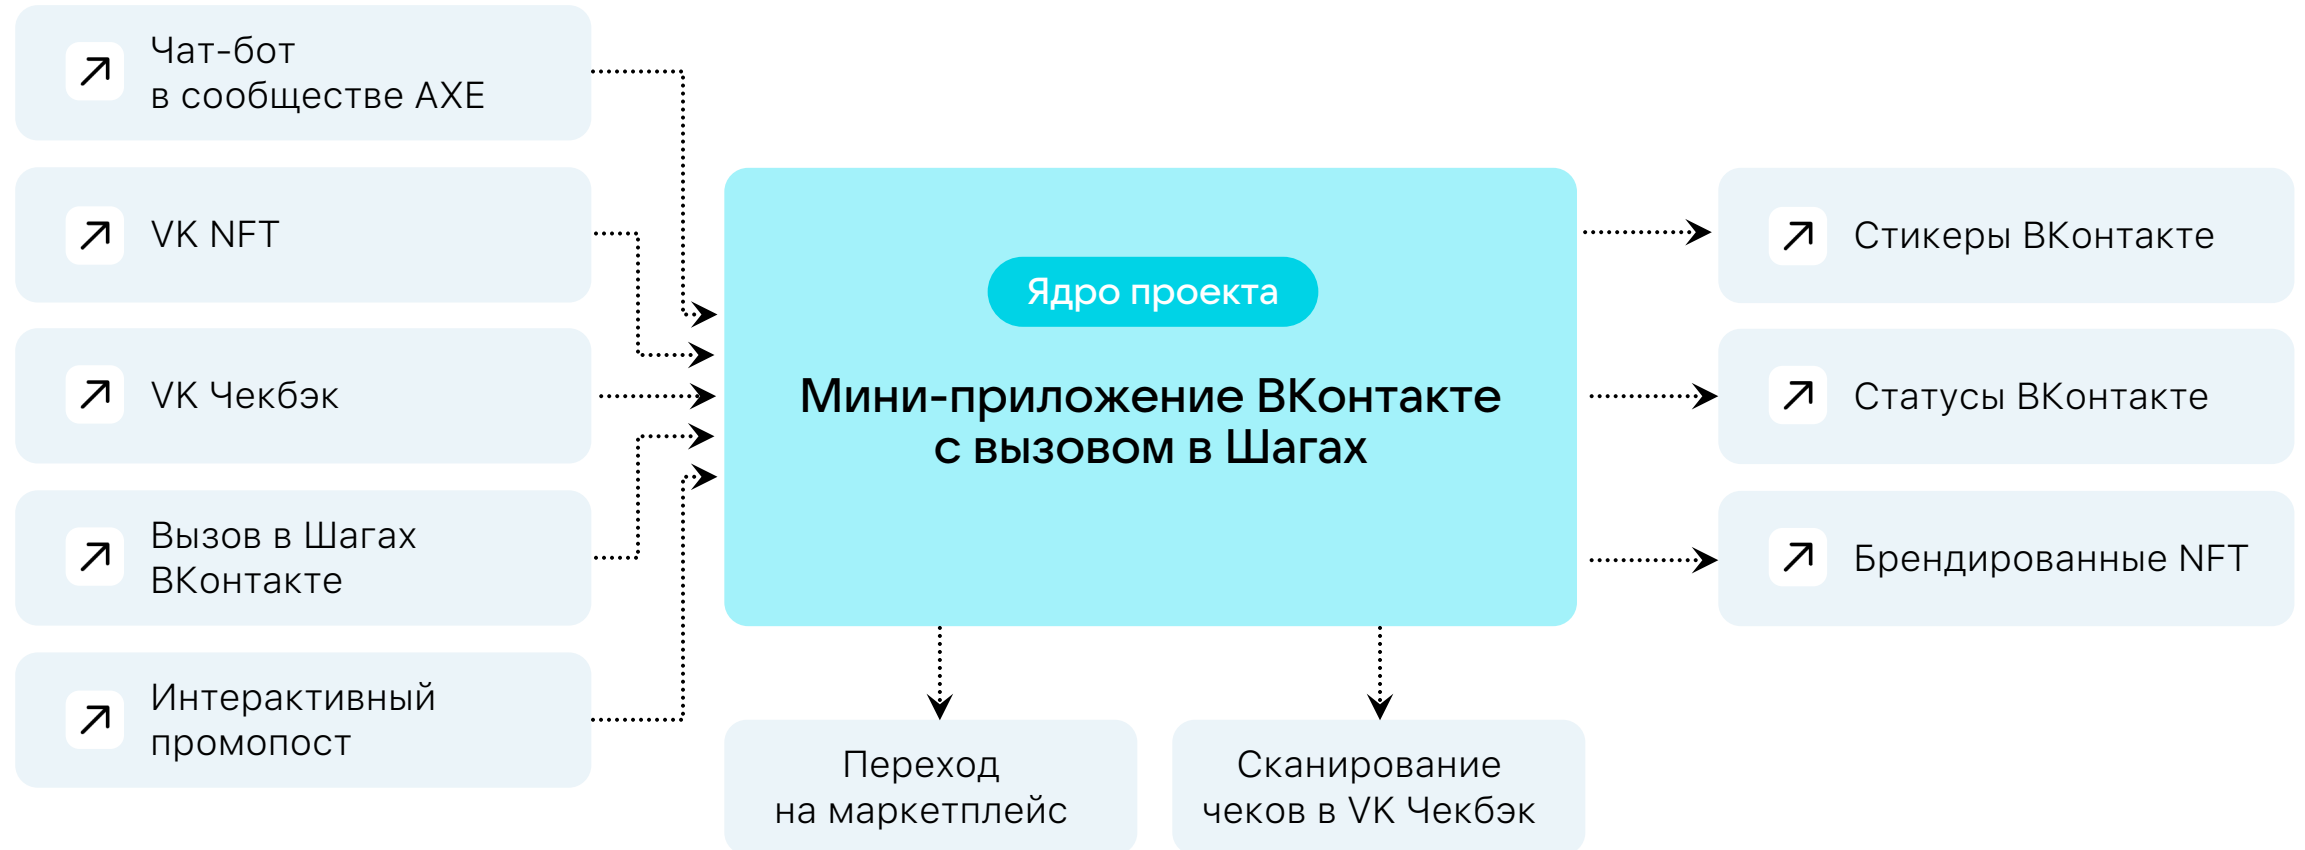 Чат-бот
в сообществе AXE
VK NFT
VK Чекбэк
Вызов в Шагах
ВКонтакте
Интерактивный
промопост
Ядро проекта
Мини-приложение ВКонтакте
с вызовом в Шагах
Переход
на маркетплейс
Сканирование
чеков в VK Чекбэк
Стикеры ВКонтакте
Статусы ВКонтакте
Брендированные NFT